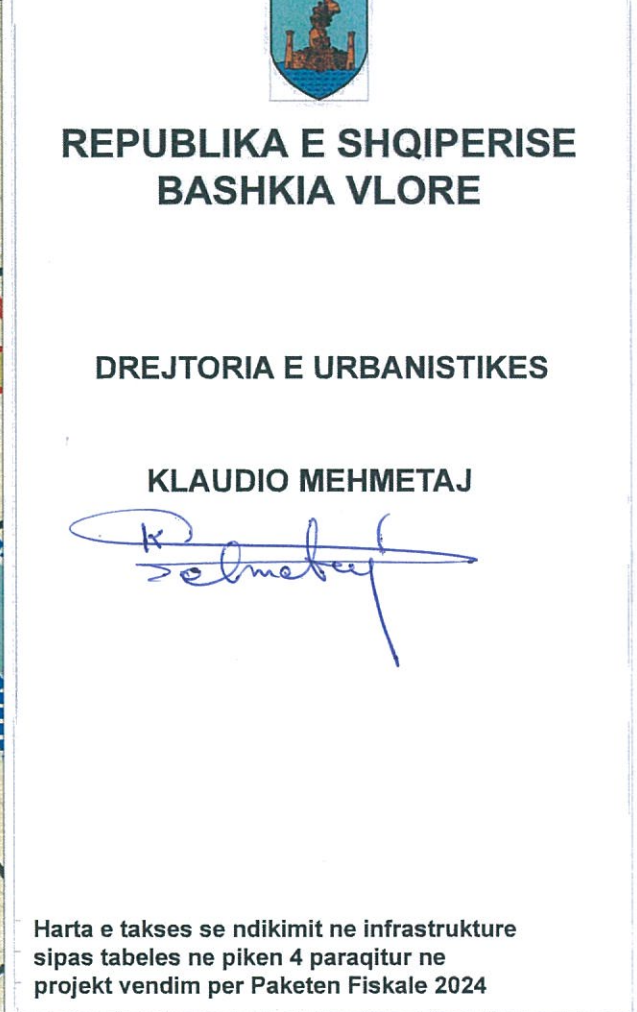 REPUBLIKA E SHQIPERISE
BASHKIA VLORE
DREJTORIA E URBANISTIKES
KLAUDIO MEHMETAJ
Harta e takses se ndikimit ne infrastrukture
sipas tabeles ne piken 4 paraqitur ne
projekt vendim per Paketen Fiskale 2024